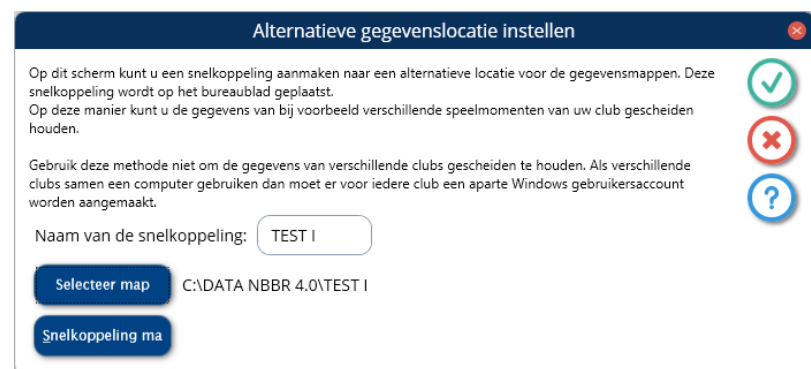 Alternatieve gegevenslocatie instellen
Op dit scherm kunt u een snelkoppeling aanmaken naar een alternatieve locatie voor de gegevensmappen. Deze
snelkoppeling wordt op het bureaublad geplaatst.
Op deze manier kunt u de gegevens van bij voorbeeld verschillende speelmomenten van uw club gescheiden
houden.
Gebruik deze methode niet om de gegevens van verschillende clubs gescheiden te houden. Als verschillende
clubs samen een computer gebruiken dan moet er voor iedere club een aparte Windows gebruikersaccount
worden aangemaakt.
Naam van de snelkoppeling: TEST I
Selecteer map C:\DATA NBBR 4.0\TEST I
Snelkoppeling ma